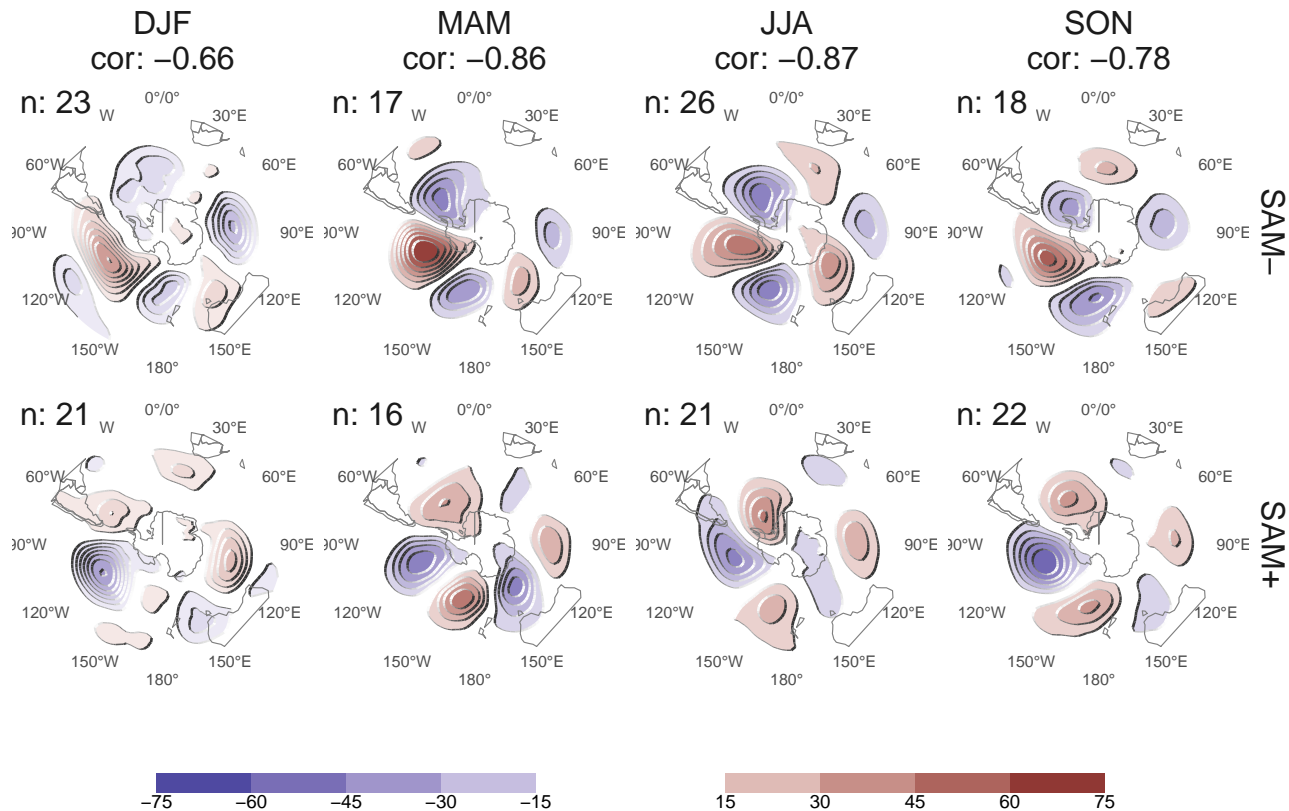 DJF MAM JJA SON
cor: −0.66 cor: −0.86 cor: −0.87 cor: −0.78
n: 23 W 0°/0° 30°E n: 17 W 0°/0° 30°E n: 26 W 0°/0° 30°E n: 18 W 0°/0° 30°E
60°W 60°E 60°W 60°E 60°W 60°E 60°W 60°E
90°W 90°E 90°W 90°E 90°W 90°E 90°W 90°E
120°W 120°E 120°W 120°E 120°W 120°E 120°W 120°E
150°W 150°E 150°W 150°E 150°W 150°E 150°W 150°E
180° 180° 180° 180°
SAM−
n: 21 W 0°/0° 30°E n: 16 W 0°/0° 30°E n: 21 W 0°/0° 30°E n: 22 W 0°/0° 30°E
60°W 60°E 60°W 60°E 60°W 60°E 60°W 60°E
90°W 90°E 90°W 90°E 90°W 90°E 90°W 90°E
120°W 120°E 120°W 120°E 120°W 120°E 120°W 120°E
150°W 150°E 150°W 150°E 150°W 150°E 150°W 150°E
180° 180° 180° 180°
SAM+
−75 −60 −45 −30 −15 15 30 45 60 75